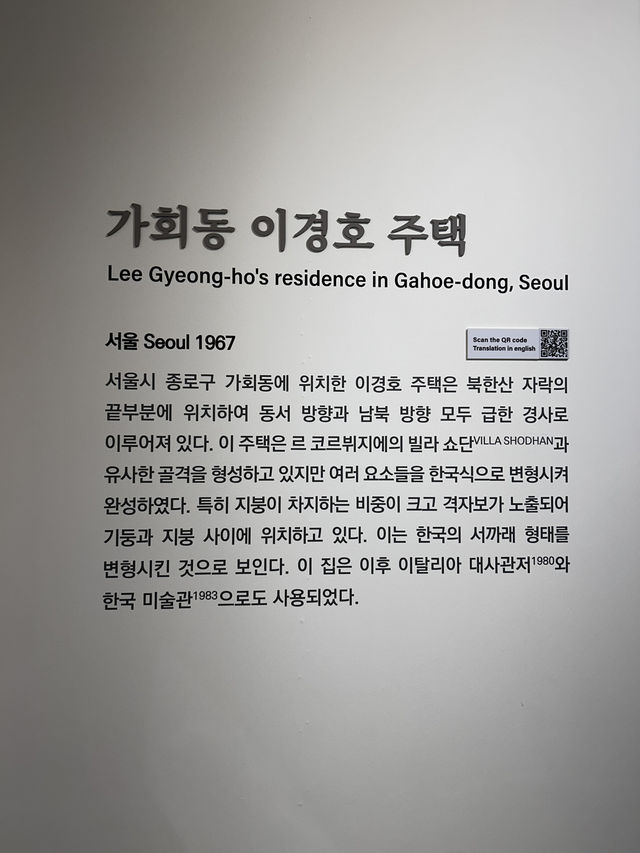 가회동 이경호 주택
Lee Gyeong-ho's residence in Gahoe-dong, Seoul
서울 Seoul 1967
Scan the QR code
Translation in english
서울시 종로구 가회동에 위치한 이경호 주택은 북한산 자락의
끝부분에 위치하여 동서 방향과 남북 방향 모두 급한 경사로
이루어져 있다. 이 주택은 르 코르뷔지에의 빌라 쇼단VILLA SHODHAN과
유사한 골격을 형성하고 있지만 여러 요소들을 한국식으로 변형시켜
완성하였다. 특히 지붕이 차지하는 비중이 크고 격자보가 노출되어
기둥과 지붕 사이에 위치하고 있다. 이는 한국의 서까래 형태를
변형시킨 것으로 보인다. 이 집은 이후 이탈리아 대사관저1980와
한국 미술관1983으로도 사용되었다.